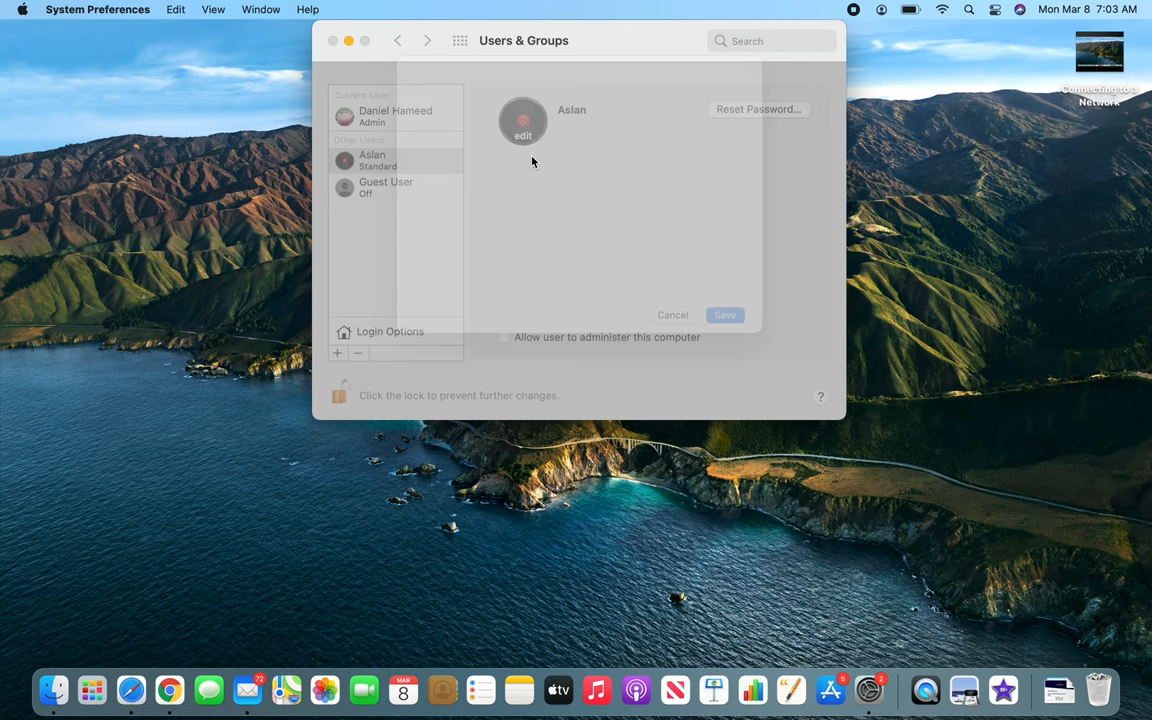 System Preferences Edit View Window Help
Mon Mar 8 7:03 AM
Users & Groups
Search
Connecting to a
Network
Current User
Daniel Hameed
Admin
Other Users
Aslan
Standard
Guest User
Off
Login Options
Aslan
edit
Reset Password...
Cancel
Save
Allow user to administer this computer
Click the lock to prevent further changes.
?
72
MAR
8
tv
5
2
PDF